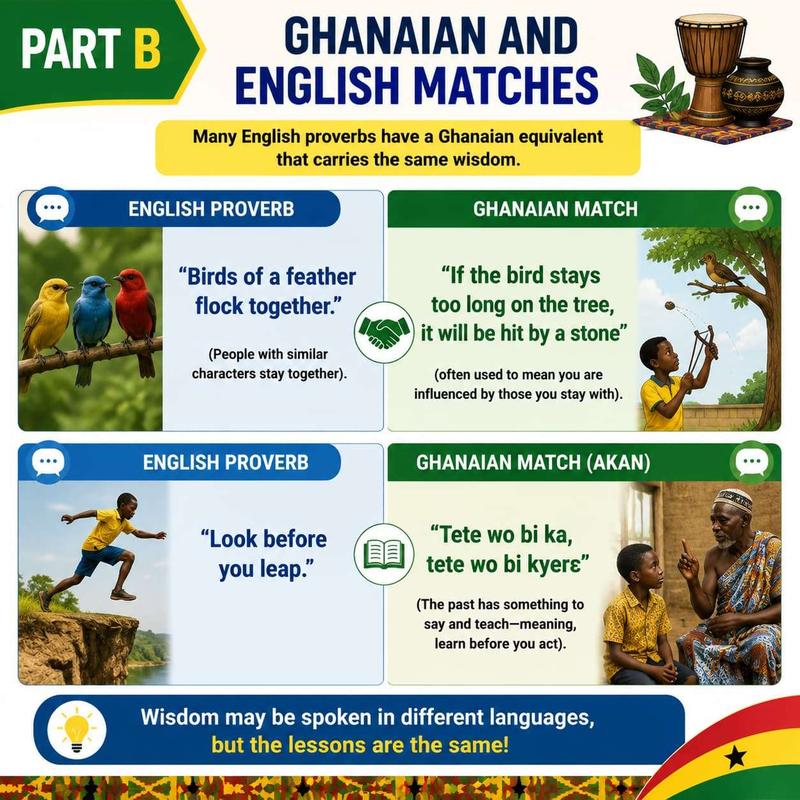 PART B
GHANAIAN AND
ENGLISH MATCHES
Many English proverbs have a Ghanaian equivalent
that carries the same wisdom.
ENGLISH PROVERB
“Birds of a feather
flock together.”
(People with similar
characters stay together).
GHANAIAN MATCH
“If the bird stays
too long on the tree,
it will be hit by a stone”
(often used to mean you are
influenced by those you stay with).
ENGLISH PROVERB
“Look before
you leap.”
GHANAIAN MATCH (AKAN)
“Tete wo bi ka,
tete wo bi kyerɛ”
(The past has something to
say and teach—meaning,
learn before you act).
Wisdom may be spoken in different languages,
but the lessons are the same!